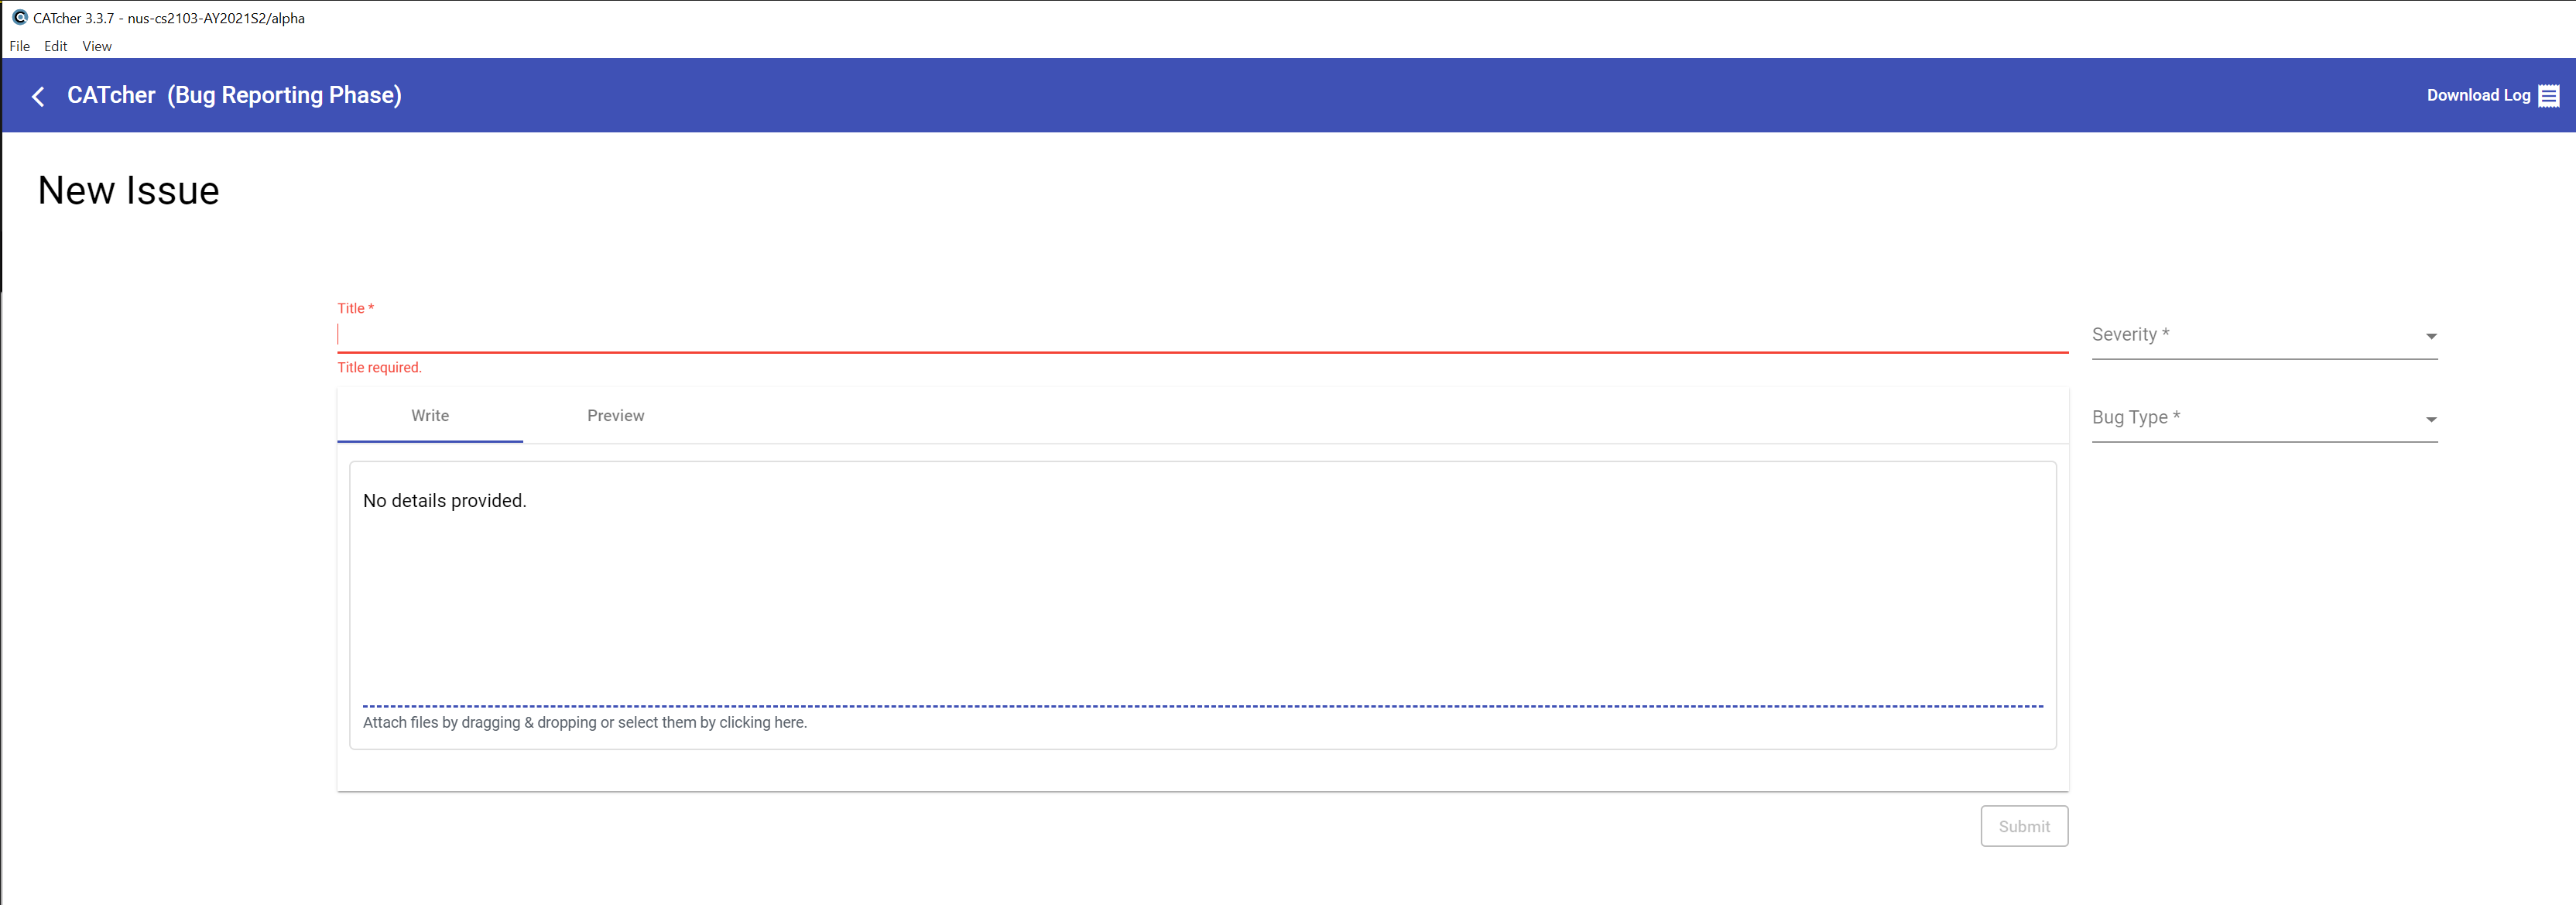 CATcher 3.3.7 - nus-cs2103-AY2021S2/alpha
File Edit View
CATcher (Bug Reporting Phase)
Download Log
New Issue
Title *
Title required.
Severity *
Write Preview
Bug Type *
No details provided.
Attach files by dragging & dropping or select them by clicking here.
Submit